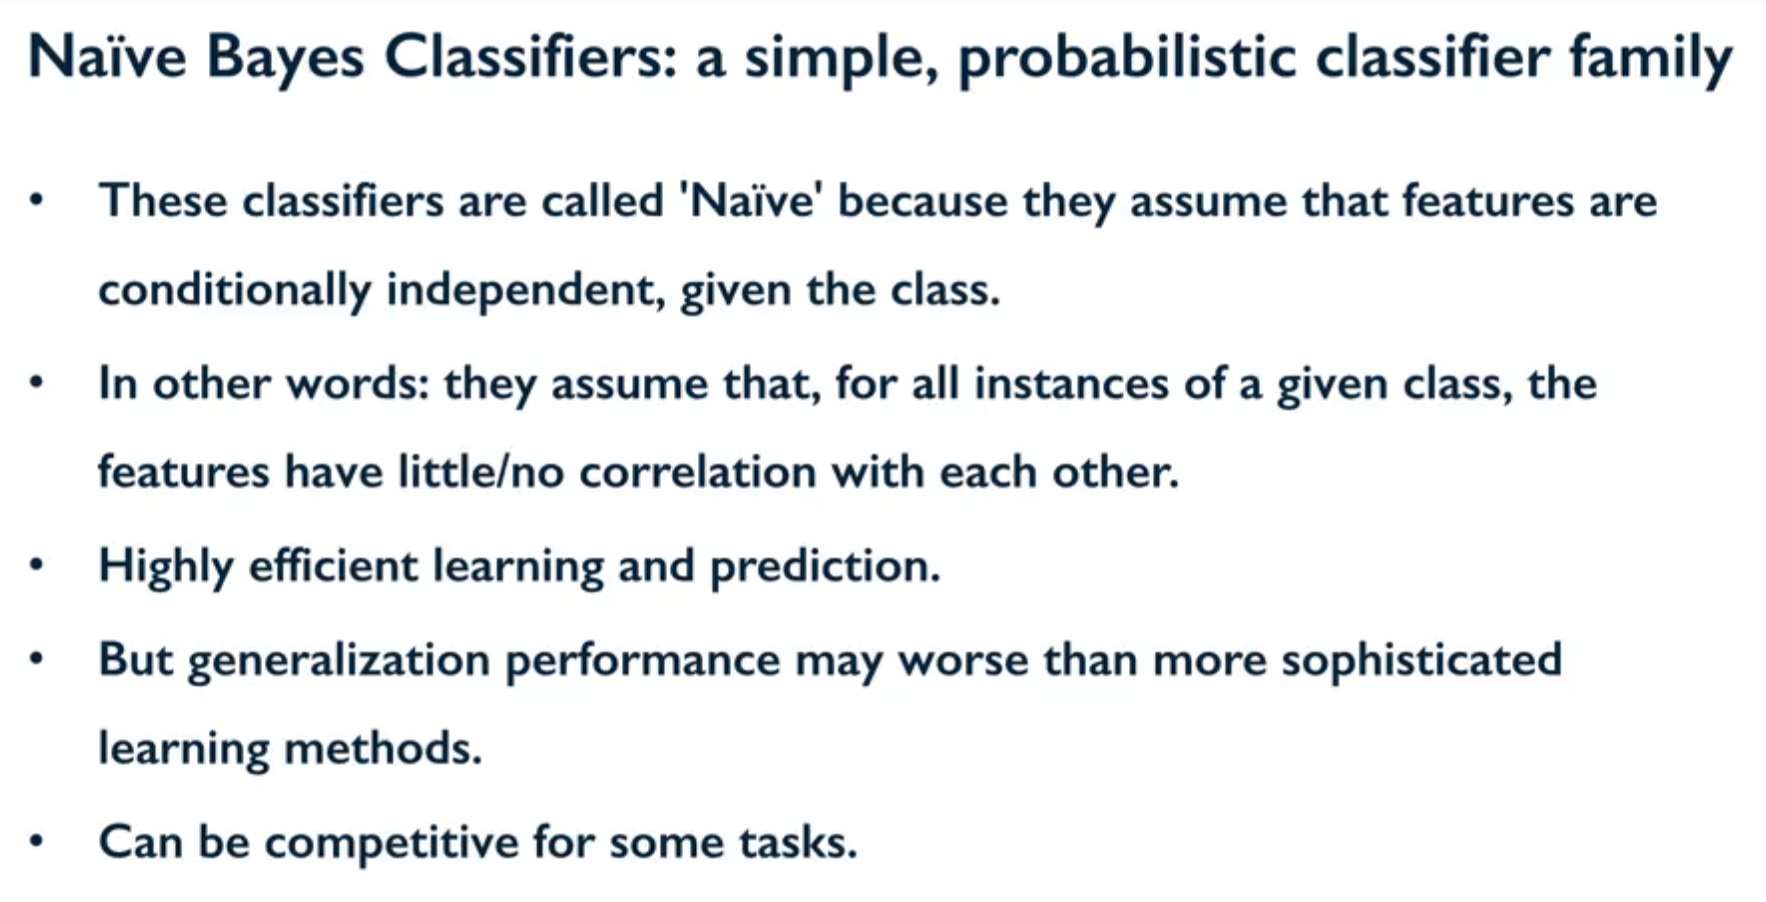 Naïve Bayes Classifiers: a simple, probabilistic classifier family
• These classifiers are called 'Naïve' because they assume that features are
conditionally independent, given the class.
• In other words: they assume that, for all instances of a given class, the
features have little/no correlation with each other.
• Highly efficient learning and prediction.
• But generalization performance may worse than more sophisticated
learning methods.
• Can be competitive for some tasks.